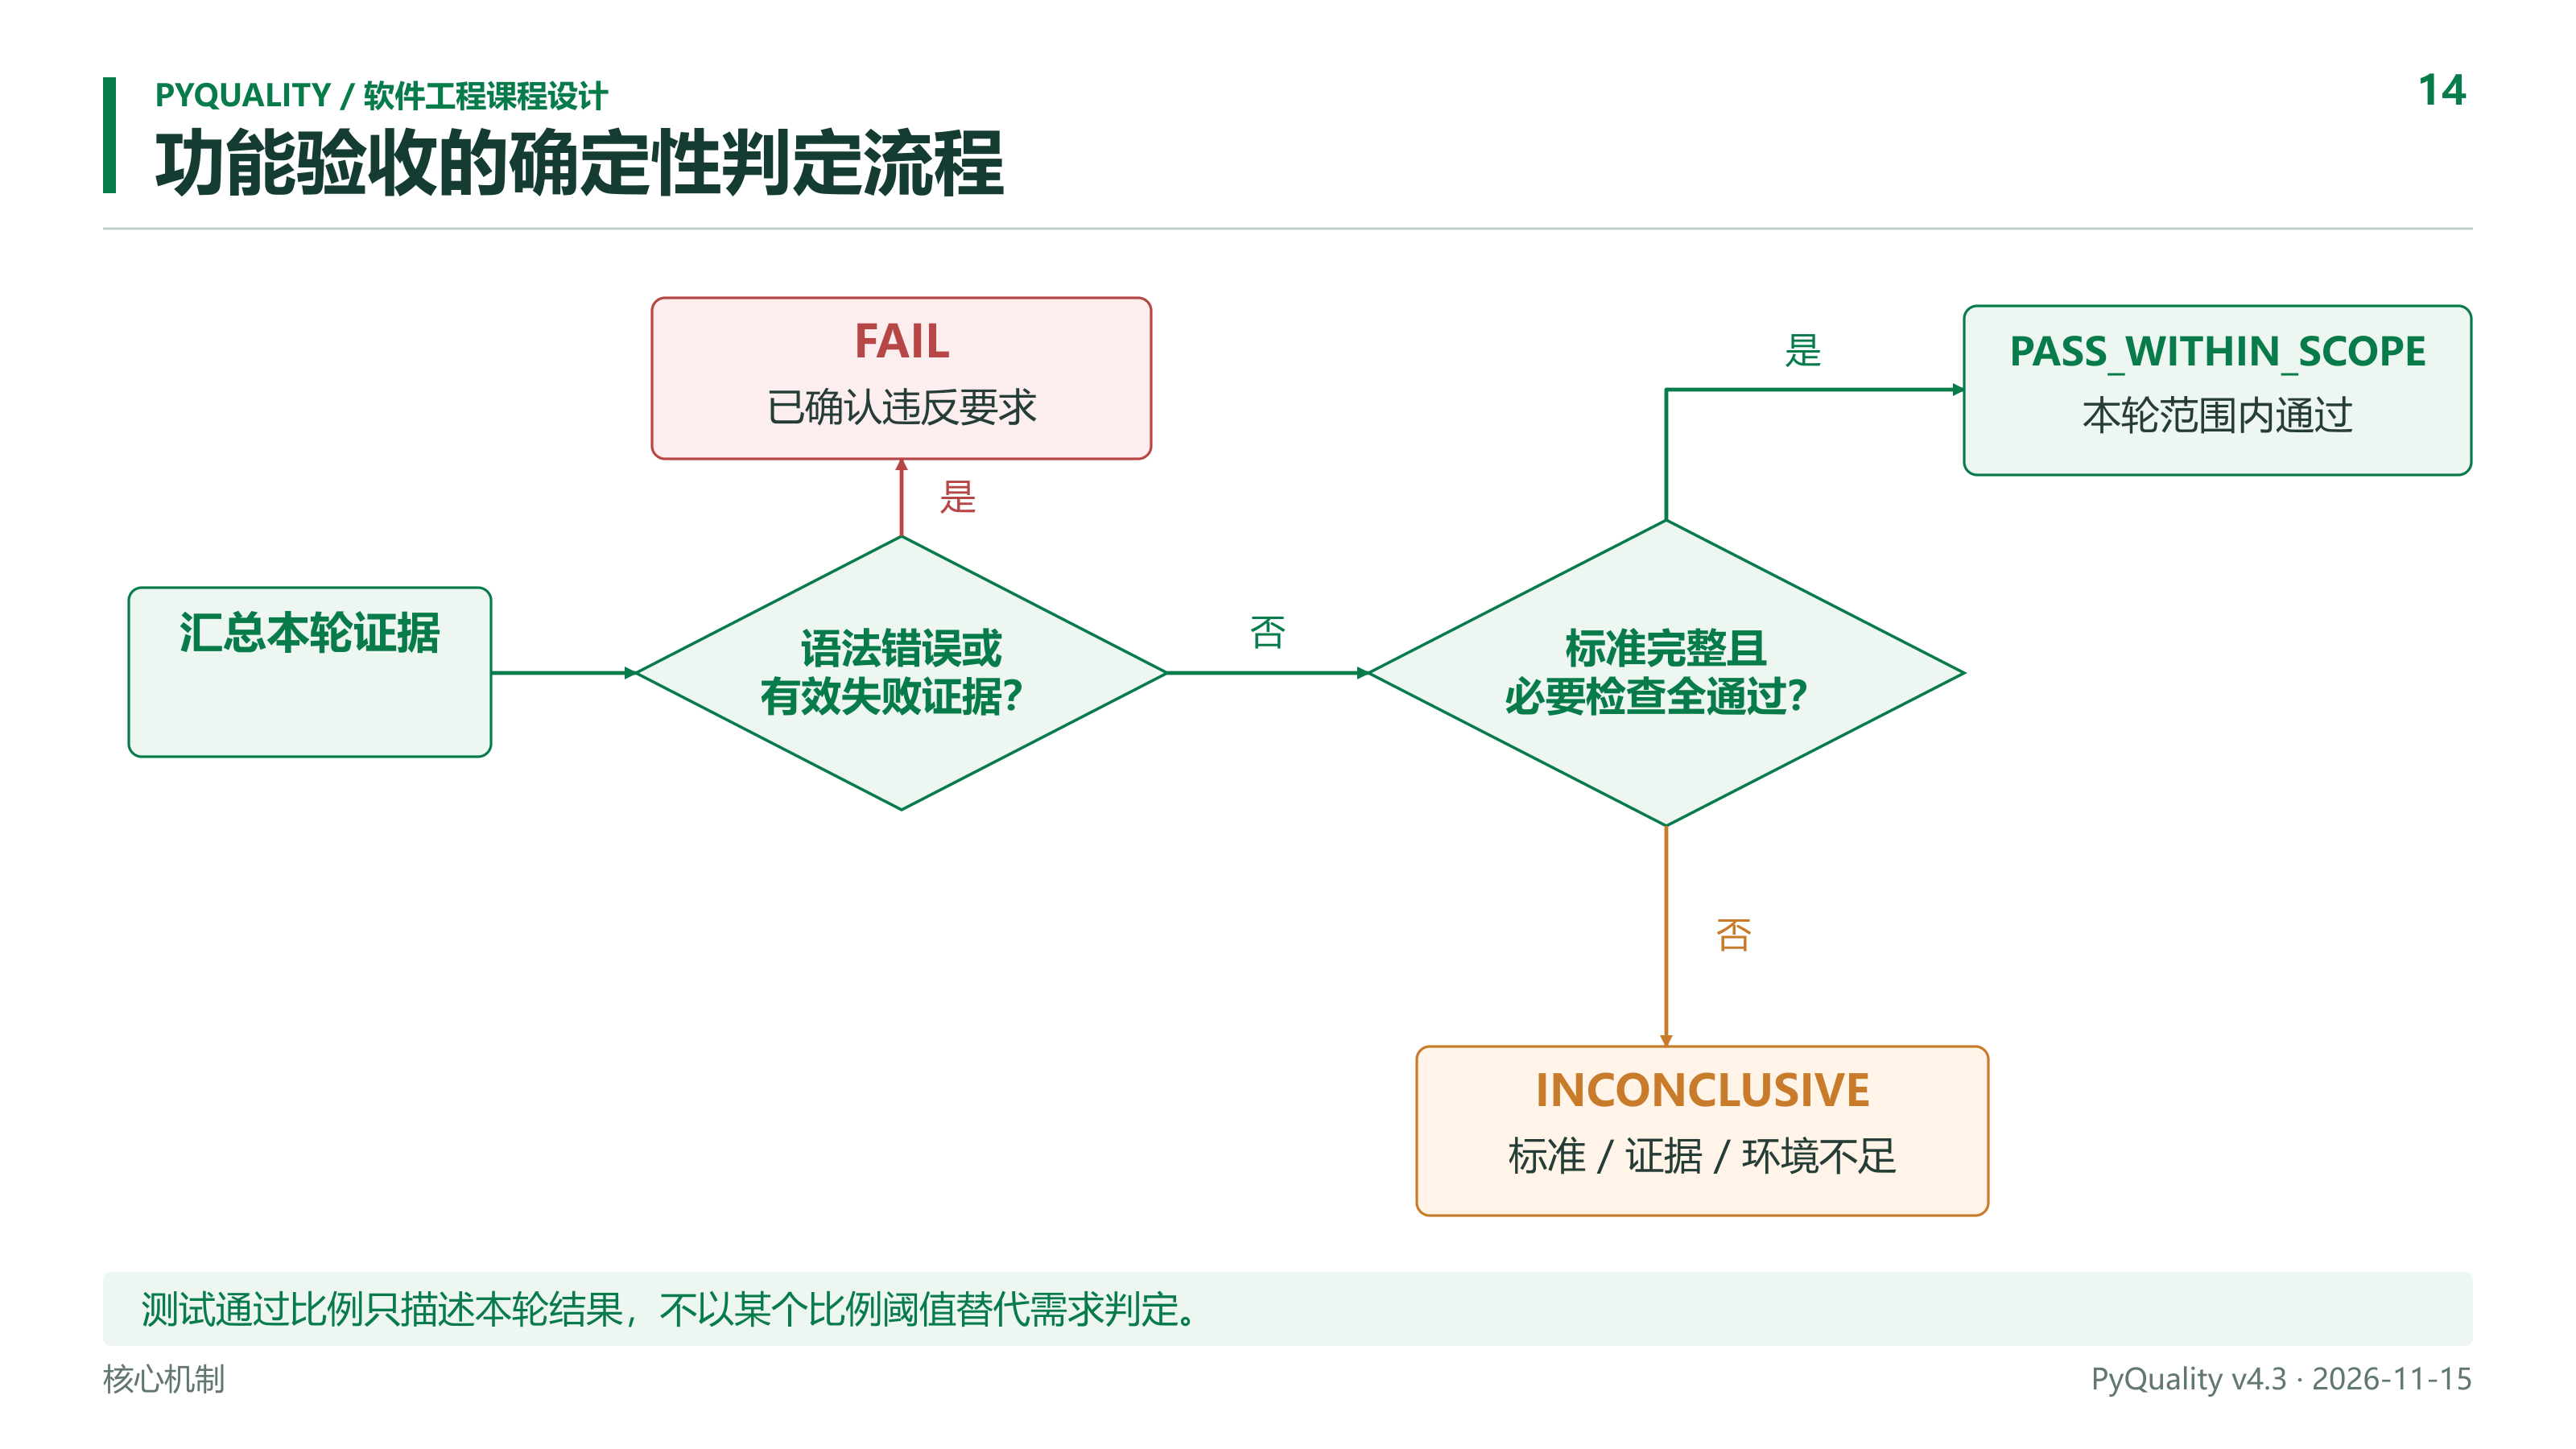 PYQUALITY / 软件工程课程设计
14
功能验收的确定性判定流程
FAIL
已确认违反要求
是
PASS_WITHIN_SCOPE
本轮范围内通过
是
汇总本轮证据
语法错误或
有效失败证据?
否
标准完整且
必要检查全通过?
否
INCONCLUSIVE
标准 / 证据 / 环境不足
测试通过比例只描述本轮结果，不以某个比例阈值替代需求判定。
核心机制
PyQuality v4.3 · 2026-11-15